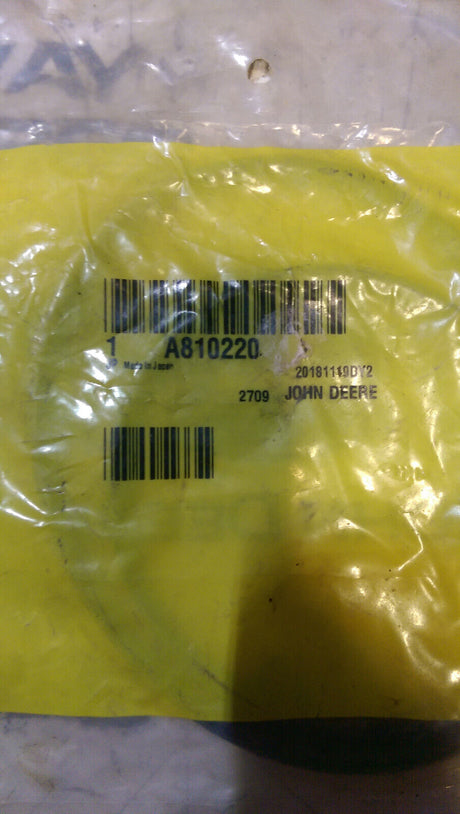 1 A810220
Made in Japan
20181119DY2
2709 JOHN DEERE